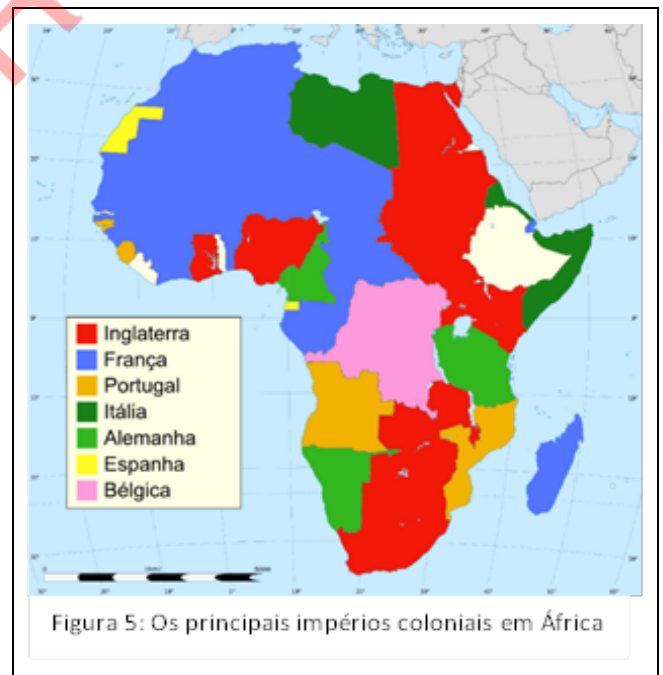 Inglaterra
França
Portugal
Itália
Alemanha
Espanha
Bélgica
Figura 5: Os principais impérios coloniais em África